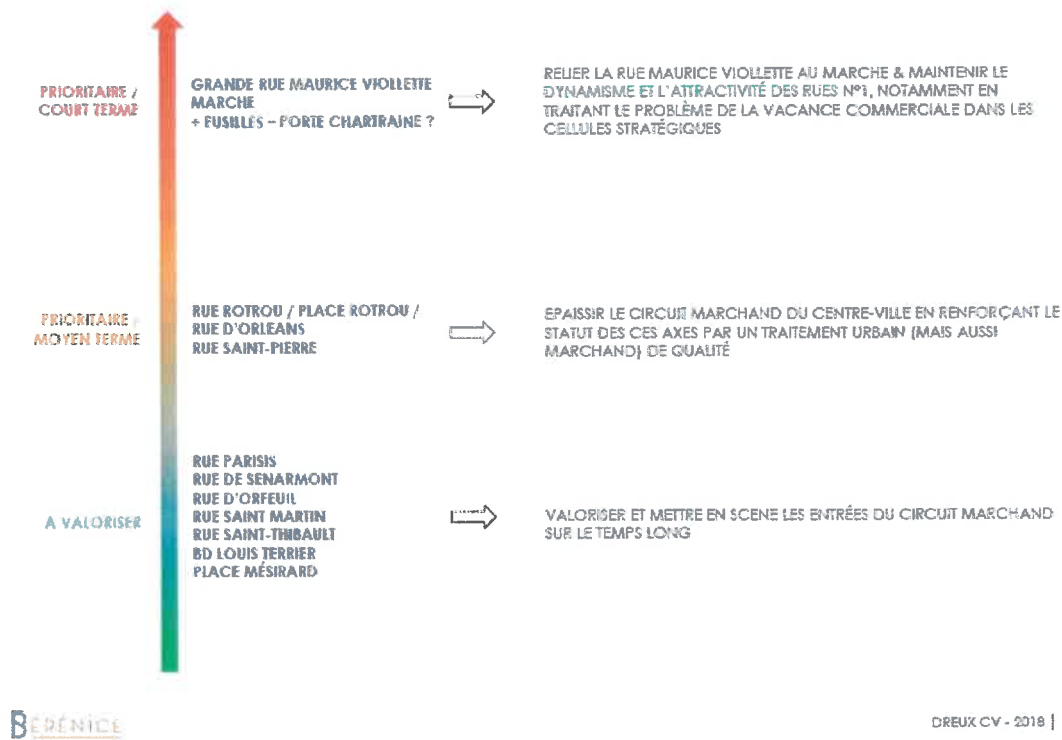 PRIORITAIRE /
COURT TERME
GRANDE RUE MAURICE VIOLLETTE
MARCHE
+ FUSILLÉS – PORTE CHARTRAINE ?
RELIER LA RUE MAURICE VIOLLETTE AU MARCHE & MAINTENIR LE
DYNAMISME ET L'ATTRACTIVITÉ DES RUES N°1, NOTAMMENT EN
TRAITANT LE PROBLÈME DE LA VACANCE COMMERCIALE DANS LES
CELLULES STRATÉGIQUES
PRIORITAIRE /
MOYEN TERME
RUE ROTROU / PLACE ROTROU /
RUE D'ORLEANS
RUE SAINT-PIERRE
EPAISSIR LE CIRCUIT MARCHAND DU CENTRE-VILLE EN RENFORÇANT LE
STATUT DES CES AXES PAR UN TRAITEMENT URBAIN (MAIS AUSSI
MARCHAND) DE QUALITÉ
A VALORISER
RUE PARISIS
RUE DE SENARMONT
RUE D'ORFEUIL
RUE SAINT MARTIN
RUE SAINT-THIBAULT
BD LOUIS TERRIER
PLACE MÉSIRARD
VALORISER ET METTRE EN SCENE LES ENTRÉES DU CIRCUIT MARCHAND
SUR LE TEMPS LONG
BÉRÉNICE
DREUX CV - 2018 |